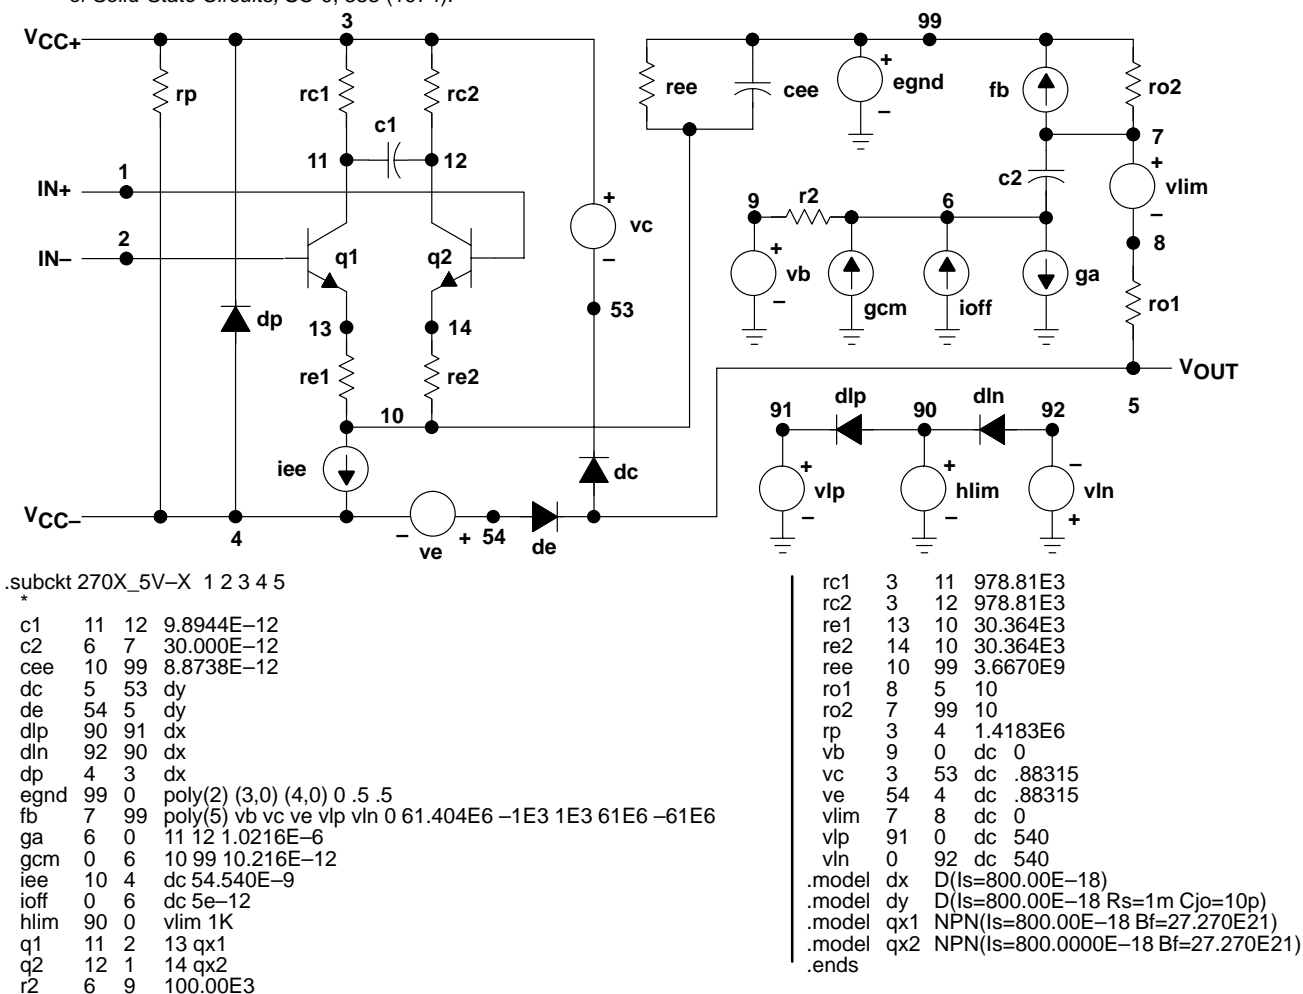 of Solid-State Circuits, SC-9, 353 (1974).
VCC+
3
99
rp
rc1
rc2
ree
cee
egnd
+
–
fb
ro2
c1
11
12
7
1
IN+
c2
+
vlim
–
9
r2
6
8
2
IN–
q1
q2
+
vc
–
+
vb
–
gcm
ioff
ga
ro1
dp
13
14
53
re1
re2
VOUT
5
10
91
dlp
90
dln
92
iee
dc
+
vlp
–
+
hlim
–
–
vln
+
VCC–
4
–
ve
+
54
de
.subckt 270X_5V–X 1 2 3 4 5
*
c1 11 12 9.8944E–12
c2 6 7 30.000E–12
cee 10 99 8.8738E–12
dc 5 53 dy
de 54 5 dy
dlp 90 91 dx
dln 92 90 dx
dp 4 3 dx
egnd 99 0 poly(2) (3,0) (4,0) 0 .5 .5
fb 7 99 poly(5) vb vc ve vlp vln 0 61.404E6 –1E3 1E3 61E6 –61E6
ga 6 0 11 12 1.0216E–6
gcm 0 6 10 99 10.216E–12
iee 10 4 dc 54.540E–9
ioff 0 6 dc 5e–12
hlim 90 0 vlim 1K
q1 11 2 13 qx1
q2 12 1 14 qx2
r2 6 9 100.00E3
rc1 3 11 978.81E3
rc2 3 12 978.81E3
re1 13 10 30.364E3
re2 14 10 30.364E3
ree 10 99 3.6670E9
ro1 8 5 10
ro2 7 99 10
rp 3 4 1.4183E6
vb 9 0 dc 0
vc 3 53 dc .88315
ve 54 4 dc .88315
vlim 7 8 dc 0
vlp 91 0 dc 540
vln 0 92 dc 540
.model dx D(Is=800.00E–18)
.model dy D(Is=800.00E–18 Rs=1m Cjo=10p)
.model qx1 NPN(Is=800.00E–18 Bf=27.270E21)
.model qx2 NPN(Is=800.0000E–18 Bf=27.270E21)
.ends